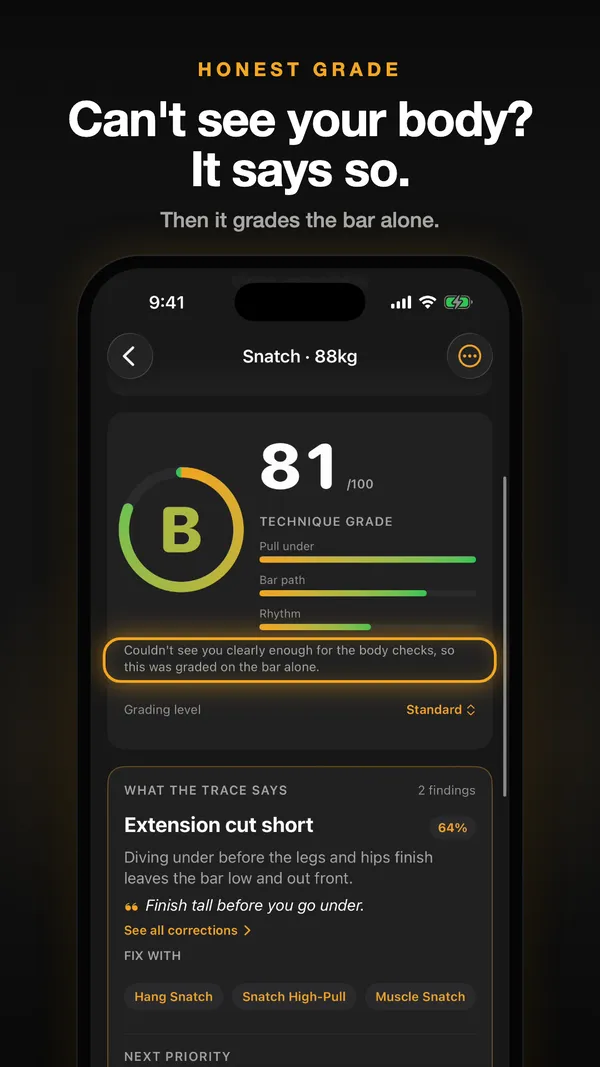 HONEST GRADE
Can't see your body?
It says so.
Then it grades the bar alone.
9:41
Snatch · 88kg
81 /100
B
TECHNIQUE GRADE
Pull under
Bar path
Rhythm
Couldn't see you clearly enough for the body checks, so
this was graded on the bar alone.
Grading level Standard
WHAT THE TRACE SAYS 2 findings
Extension cut short 64%
Diving under before the legs and hips finish
leaves the bar low and out front.
“ Finish tall before you go under.
See all corrections
FIX WITH
Hang Snatch Snatch High-Pull Muscle Snatch
NEXT PRIORITY